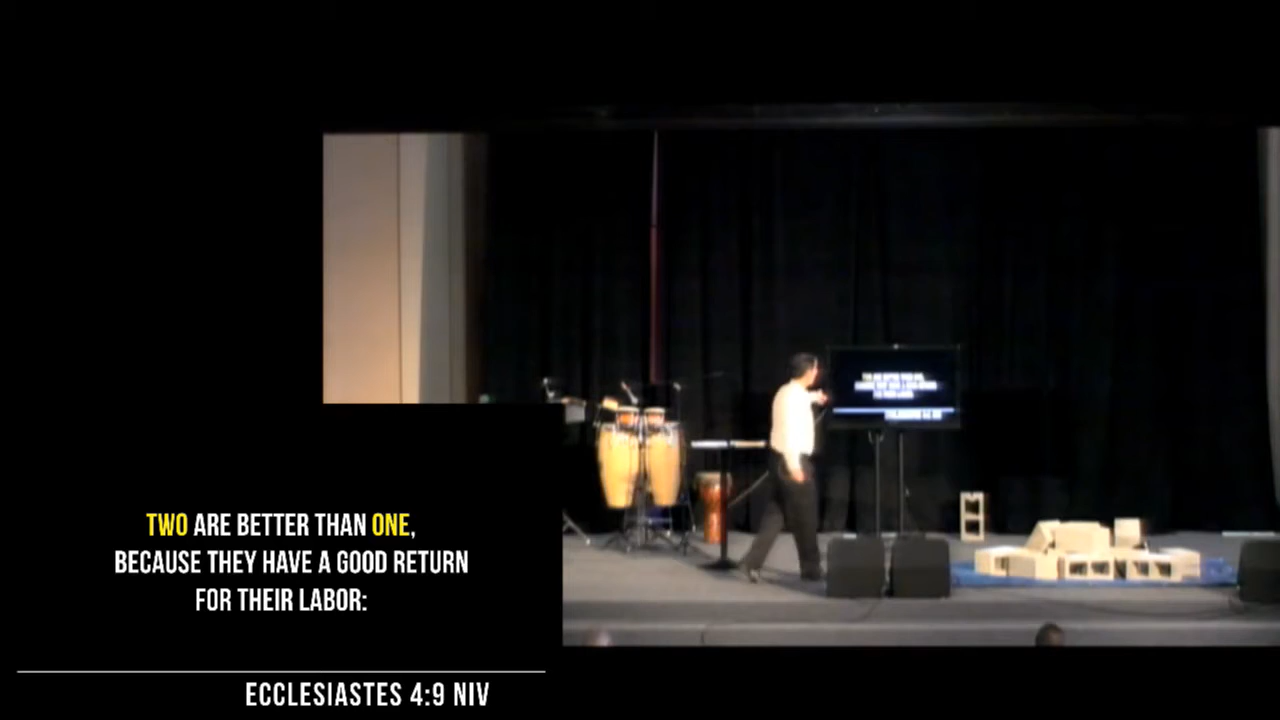 TWO ARE BETTER THAN ONE,
BECAUSE THEY HAVE A GOOD RETURN
FOR THEIR LABOR:
ECCLESIASTES 4:9 NIV